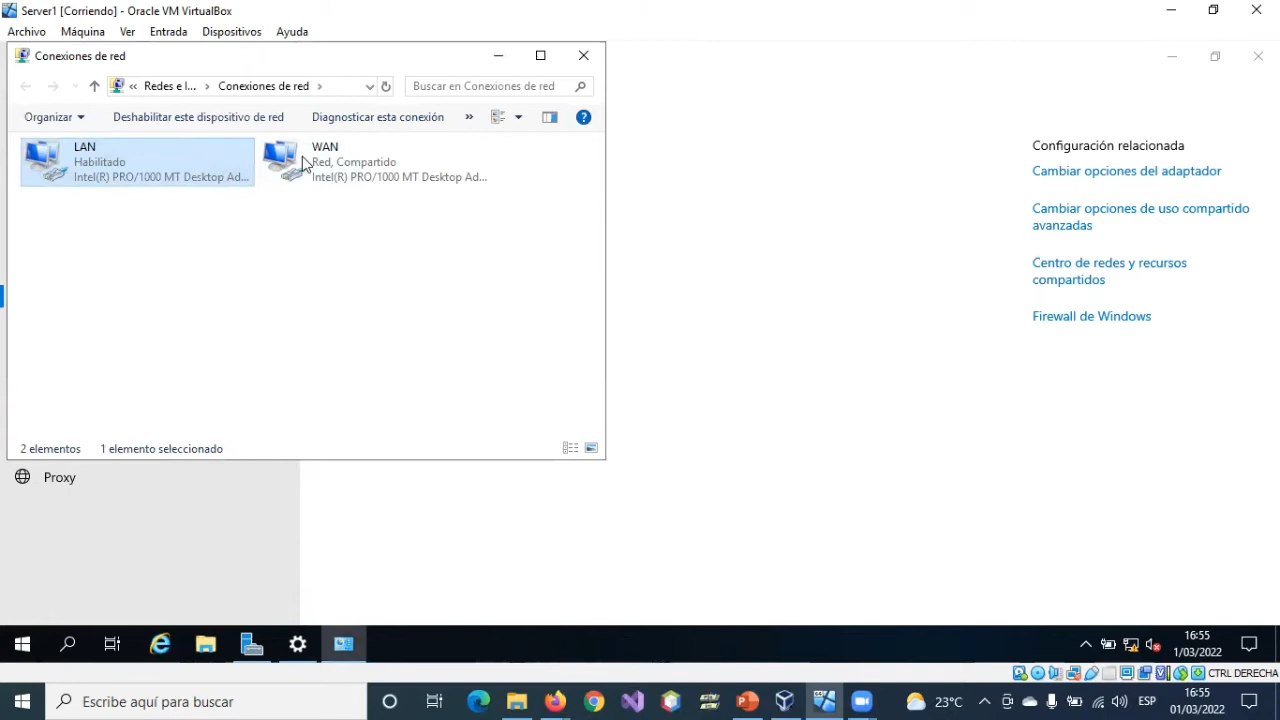 Server1 [Corriendo] - Oracle VM VirtualBox
Archivo Máquina Ver Entrada Dispositivos Ayuda
Conexiones de red
« Redes e I... > Conexiones de red >
Buscar en Conexiones de red
Organizar
Deshabilitar este dispositivo de red
Diagnosticar esta conexión
»
LAN
Habilitado
Intel(R) PRO/1000 MT Desktop Ad...
WAN
Red, Compartido
Intel(R) PRO/1000 MT Desktop Ad...
2 elementos
1 elemento seleccionado
Configuración relacionada
Cambiar opciones del adaptador
Cambiar opciones de uso compartido
avanzadas
Centro de redes y recursos
compartidos
Firewall de Windows
Proxy
16:55
1/03/2022
CTRL DERECHA
Escribe aquí para buscar
23°C
ESP
16:55
01/03/2022